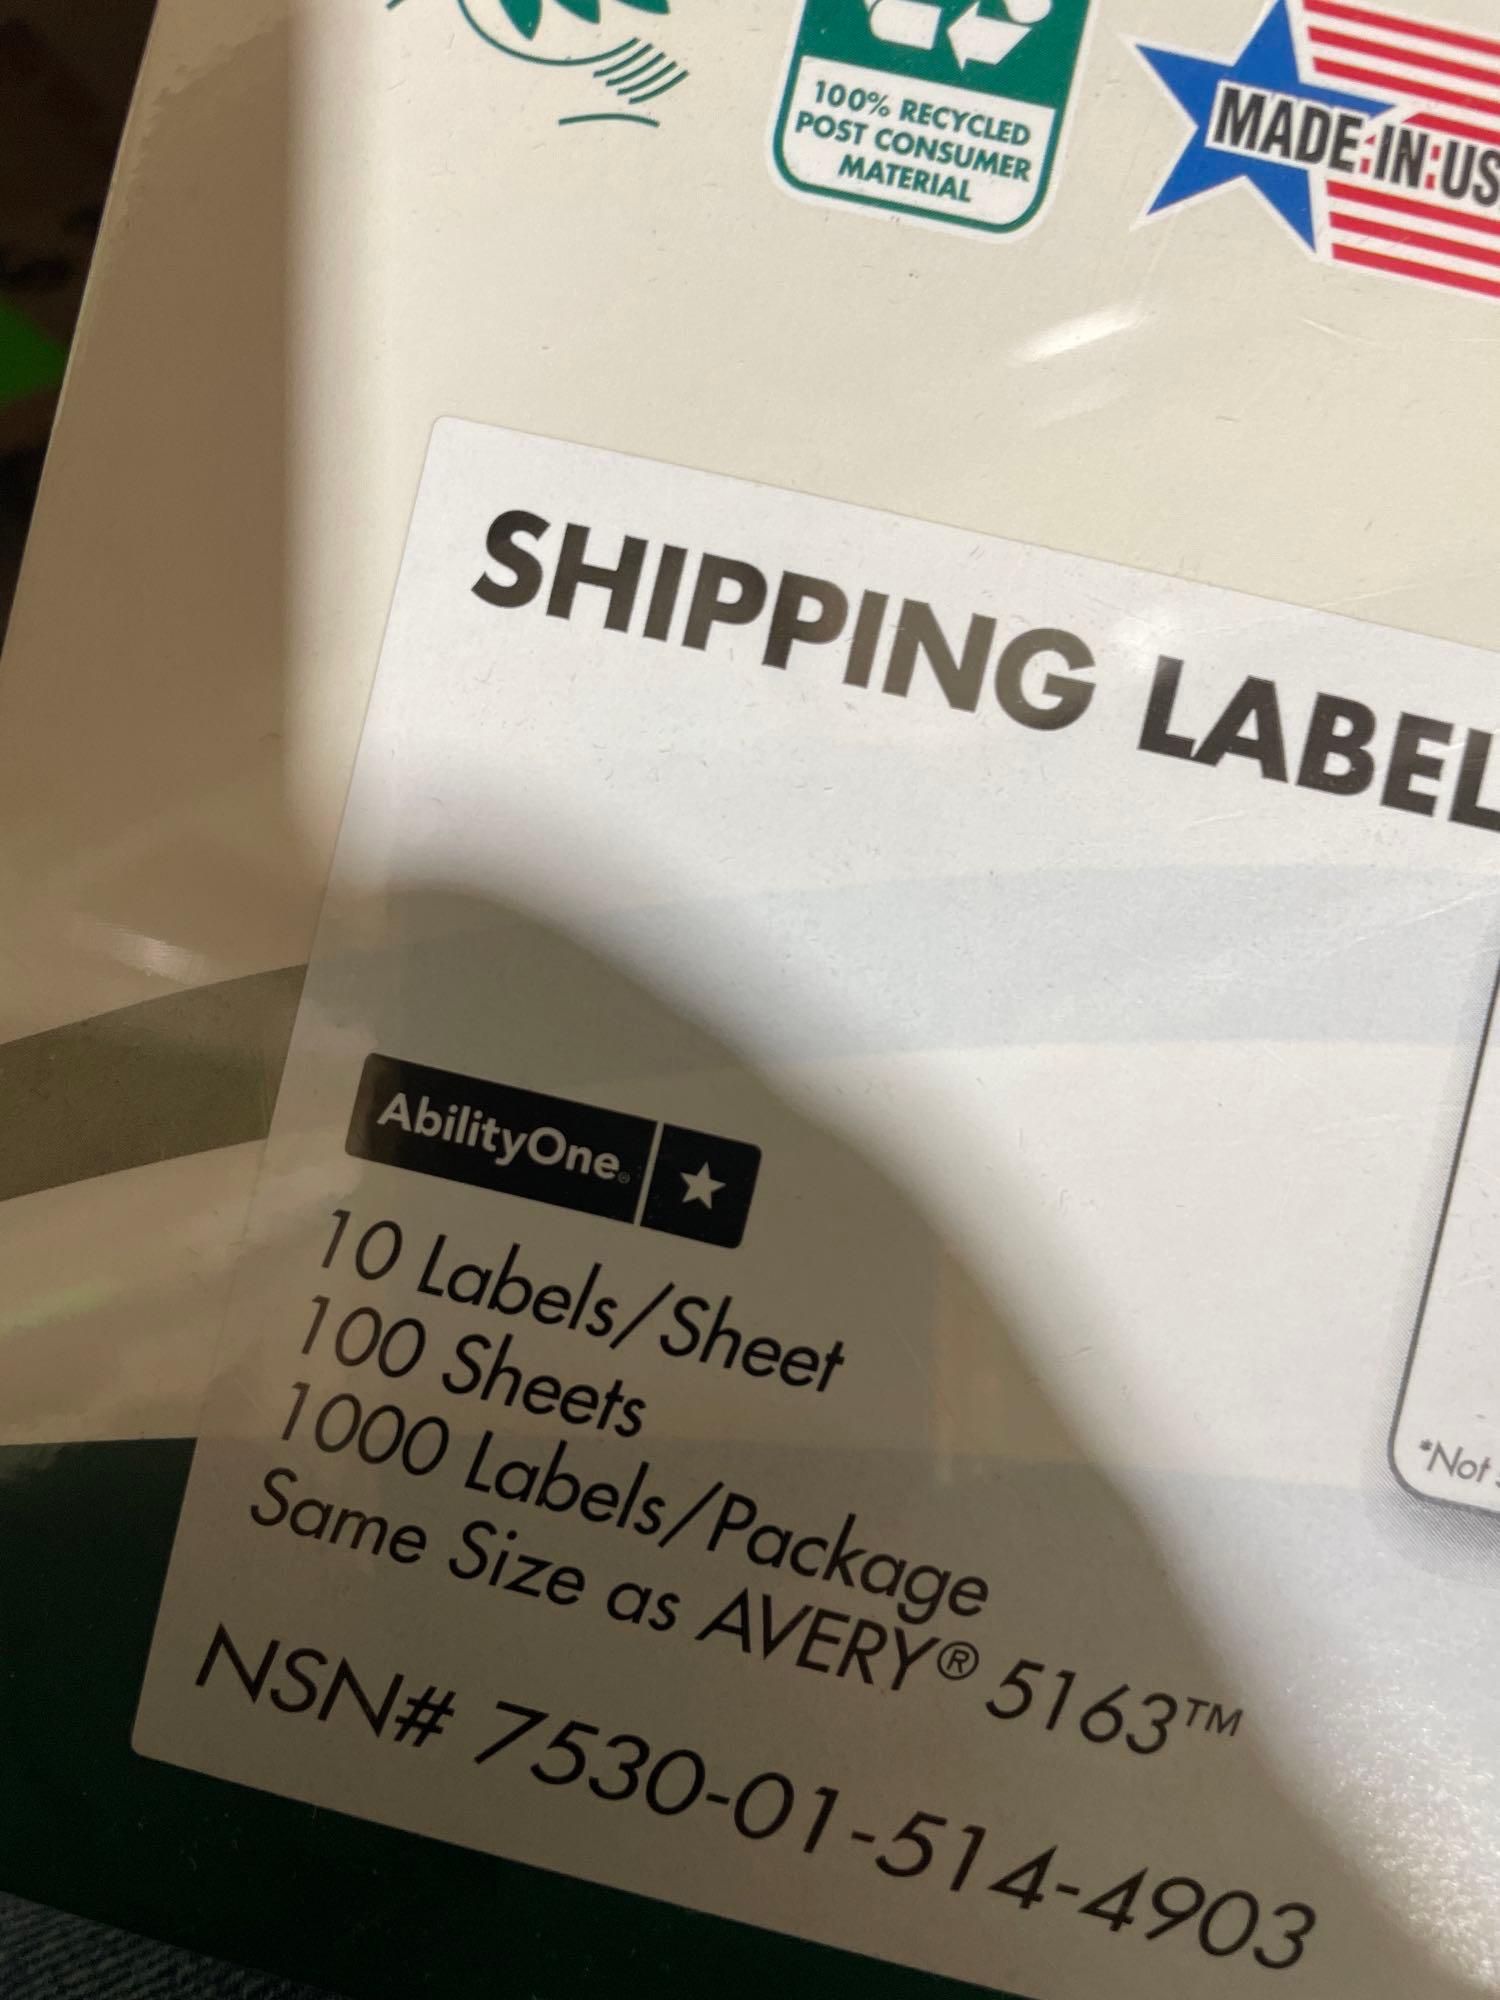 100% RECYCLED
POST CONSUMER
MATERIAL
MADE IN US
SHIPPING LABEL
AbilityOne®
10 Labels/Sheet
100 Sheets
1000 Labels/Package
Same Size as AVERY® 5163™
NSN# 7530-01-514-4903
*Not